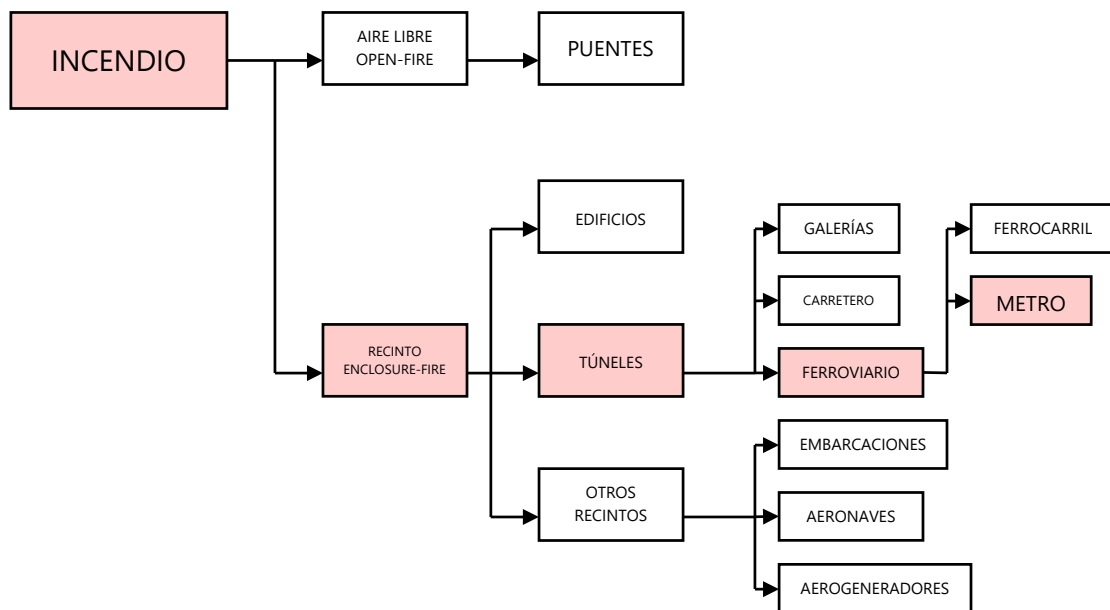 INCENDIO
AIRE LIBRE
OPEN-FIRE
PUENTES
EDIFICIOS
GALERÍAS
FERROCARRIL
CARRETERO
METRO
RECINTO
ENCLOSURE-FIRE
TÚNELES
FERROVIARIO
EMBARCACIONES
OTROS
RECINTOS
AERONAVES
AEROGENERADORES